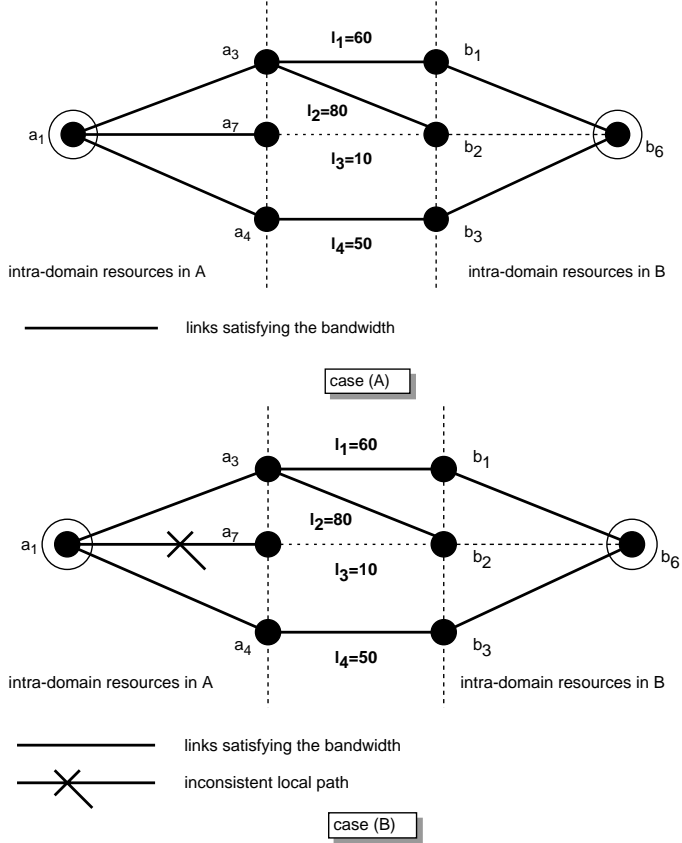 l1=60
a3
b1
l2=80
a7
a1
b2
b6
l3=10
a4
b3
l4=50
intra-domain resources in A
intra-domain resources in B
links satisfying the bandwidth
case (A)
l1=60
a3
b1
l2=80
a7
a1
b2
b6
l3=10
a4
b3
l4=50
intra-domain resources in A
intra-domain resources in B
links satisfying the bandwidth
inconsistent local path
case (B)